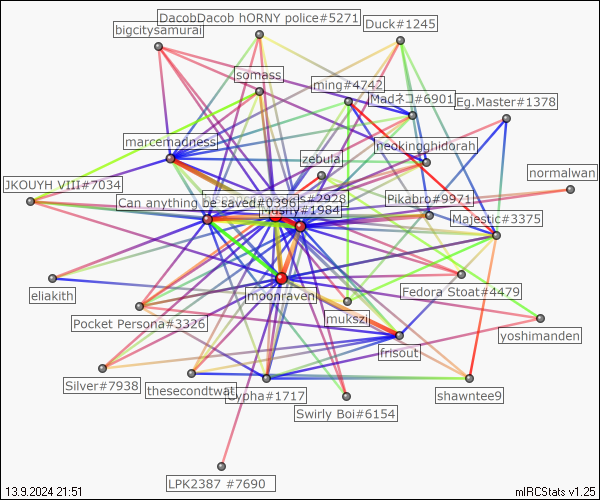 DacobDacob hORNY police#5271
bigcitysamurai
Duck#1245
somass
ming#4742
Madネコ#6901
Eg.Master#1378
marcemadness
neokingghidorah
zebula
normalwan
JKOUYH VIII#7034
Can anything be saved#0396
#2928
Pikabro#9971
Mushy#1984
Majestic#3375
moonraven
eliakith
Fedora Stoat#4479
mukszi
Pocket Persona#3326
yoshimanden
frisout
Silver#7938
thesecondtwat
Sypha#1717
shawntee9
Swirly Boi#6154
LPK2387 #7690
13.9.2024 21:51
mIRCStats v1.25